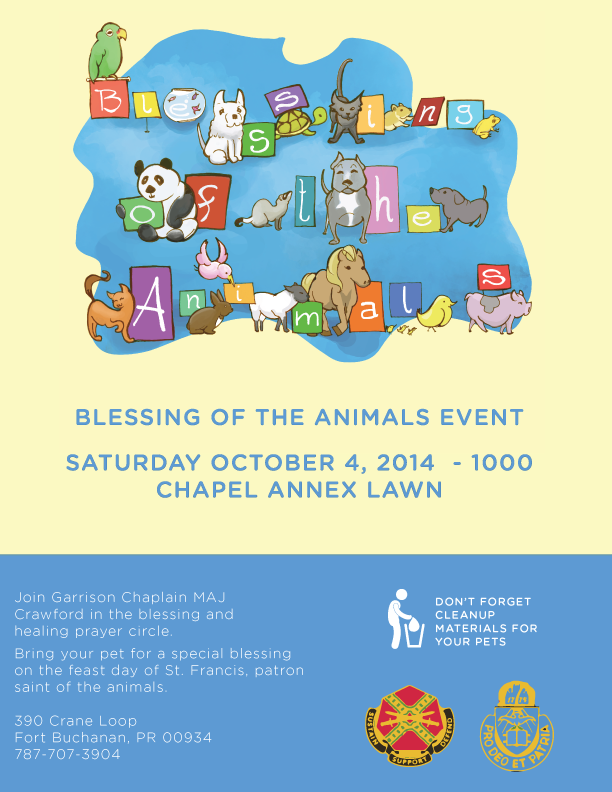 Blessing
of the
Animals
BLESSING OF THE ANIMALS EVENT
SATURDAY OCTOBER 4, 2014 - 1000
CHAPEL ANNEX LAWN
Join Garrison Chaplain MAJ
Crawford in the blessing and
healing prayer circle.
Bring your pet for a special blessing
on the feast day of St. Francis, patron
saint of the animals.
390 Crane Loop
Fort Buchanan, PR 00934
787-707-3904
DON'T FORGET
CLEANUP
MATERIALS FOR
YOUR PETS
SUSTAIN SUPPORT DEFEND
PRO DEO ET PATRIA